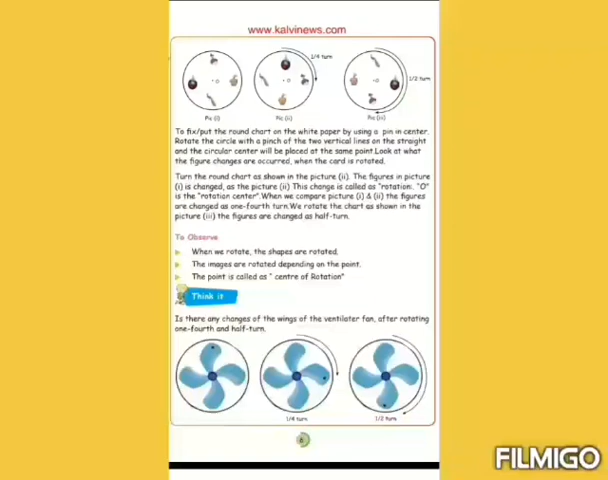 www.kalvinews.com
1/4 turn
1/2 turn
O
O
O
Pic (i)
Pic (ii)
Pic (iii)
To fix/put the round chart on the white paper by using a pin in center.
Rotate the circle with a pinch of the two vertical lines on the straight
and the circular center will be placed at the same point.Look at what
the figure changes are occurred, when the card is rotated.
Turn the round chart as shown in the picture (ii). The figures in picture
(i) is changed, as the picture (ii) This change is called as "rotation. "O"
is the "rotation center".When we compare picture (i) & (ii) the figures
are changed as one-fourth turn.We rotate the chart as shown in the
picture (iii) the figures are changed as half-turn.
To Observe
When we rotate, the shapes are rotated.
The images are rotated depending on the point.
The point is called as " centre of Rotation"
Think it
Is there any changes of the wings of the ventilater fan, after rotating
one-fourth and half-turn.
1/4 turn
1/2 turn
6
FILMIGO